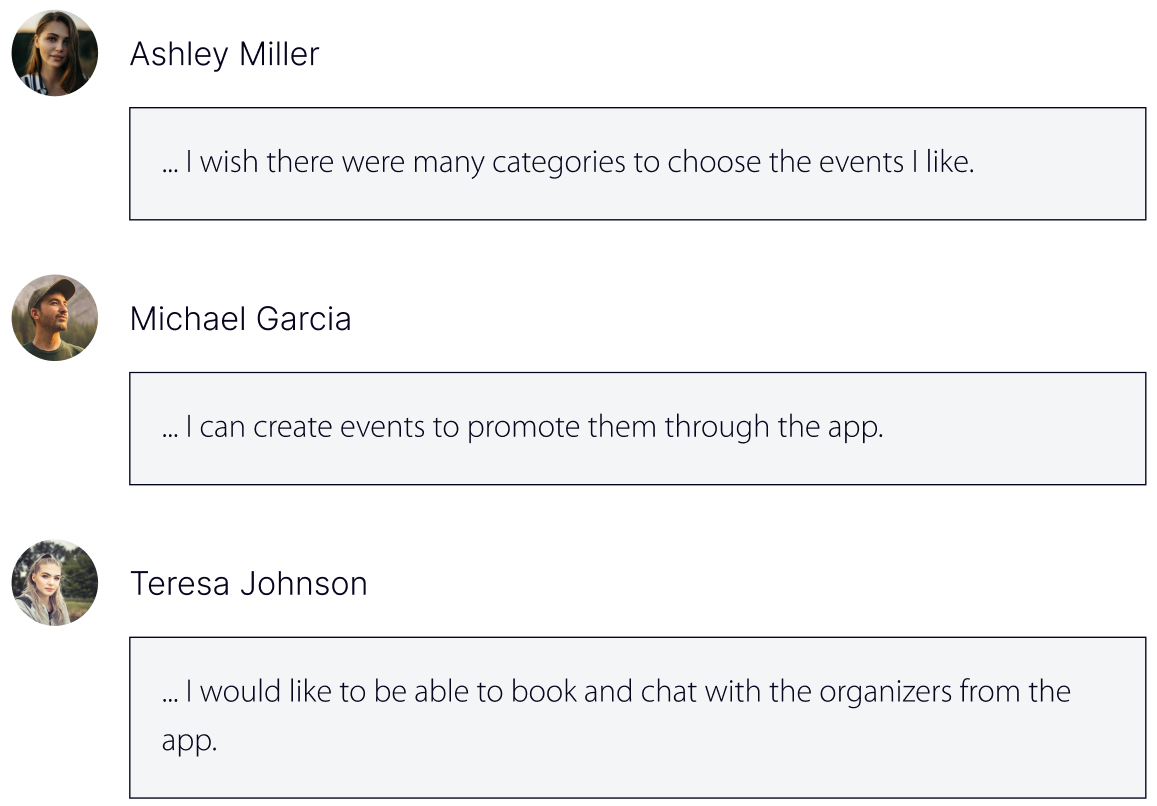 Ashley Miller
... I wish there were many categories to choose the events I like.
Michael Garcia
... I can create events to promote them through the app.
Teresa Johnson
... I would like to be able to book and chat with the organizers from the
app.